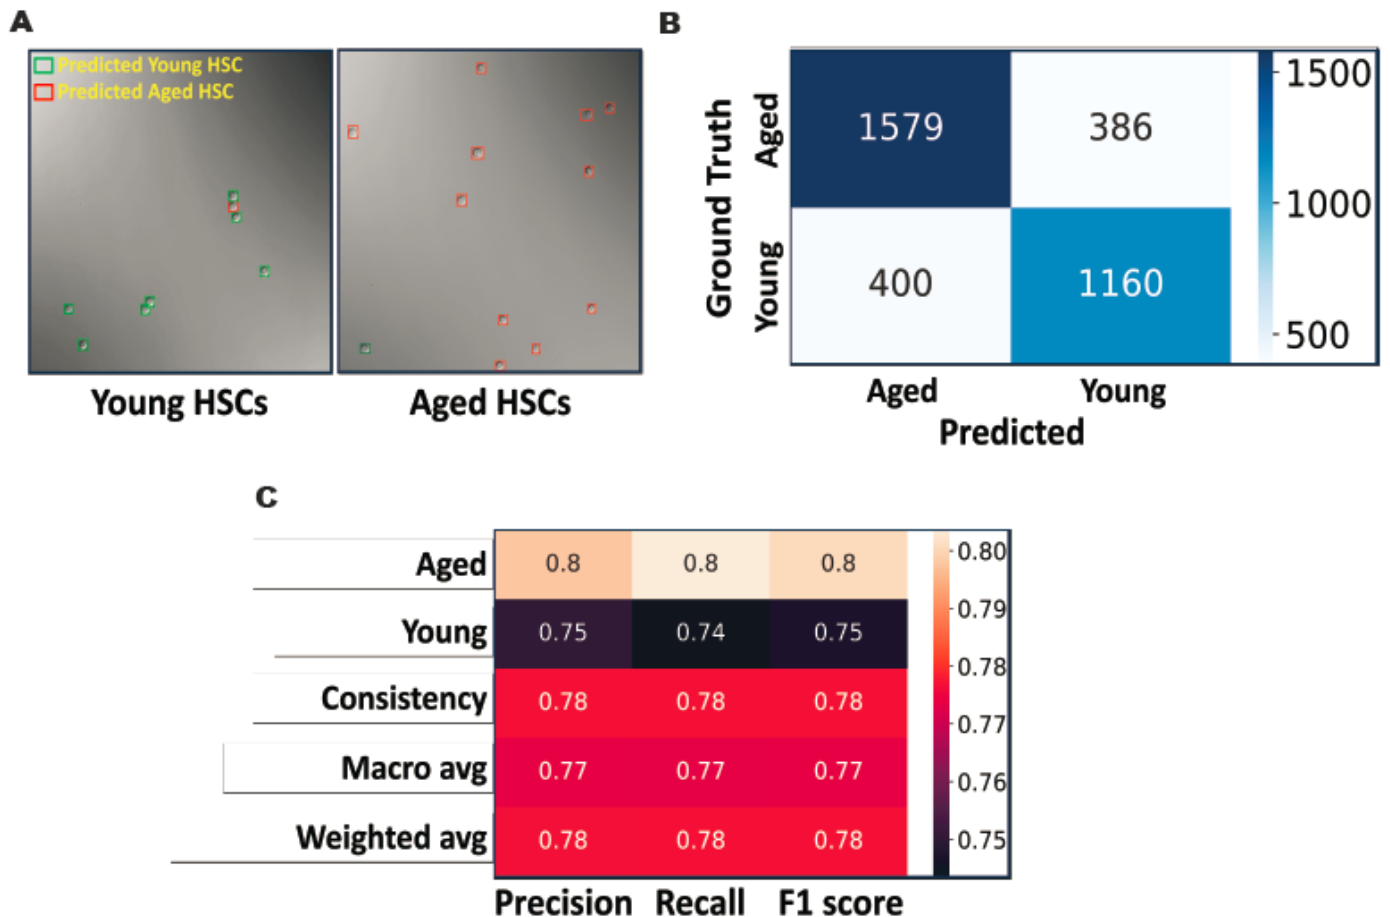 A
B
Predicted Young HSC
Predicted Aged HSC
Young HSCs
Aged HSCs
Ground Truth
Aged
Young
1579
386
400
1160
1500
1000
500
Aged
Young
Predicted
C
Aged
0.8
0.8
0.8
Young
0.75
0.74
0.75
Consistency
0.78
0.78
0.78
Macro avg
0.77
0.77
0.77
Weighted avg
0.78
0.78
0.78
Precision
Recall
F1 score
0.80
0.79
0.78
0.77
0.76
0.75